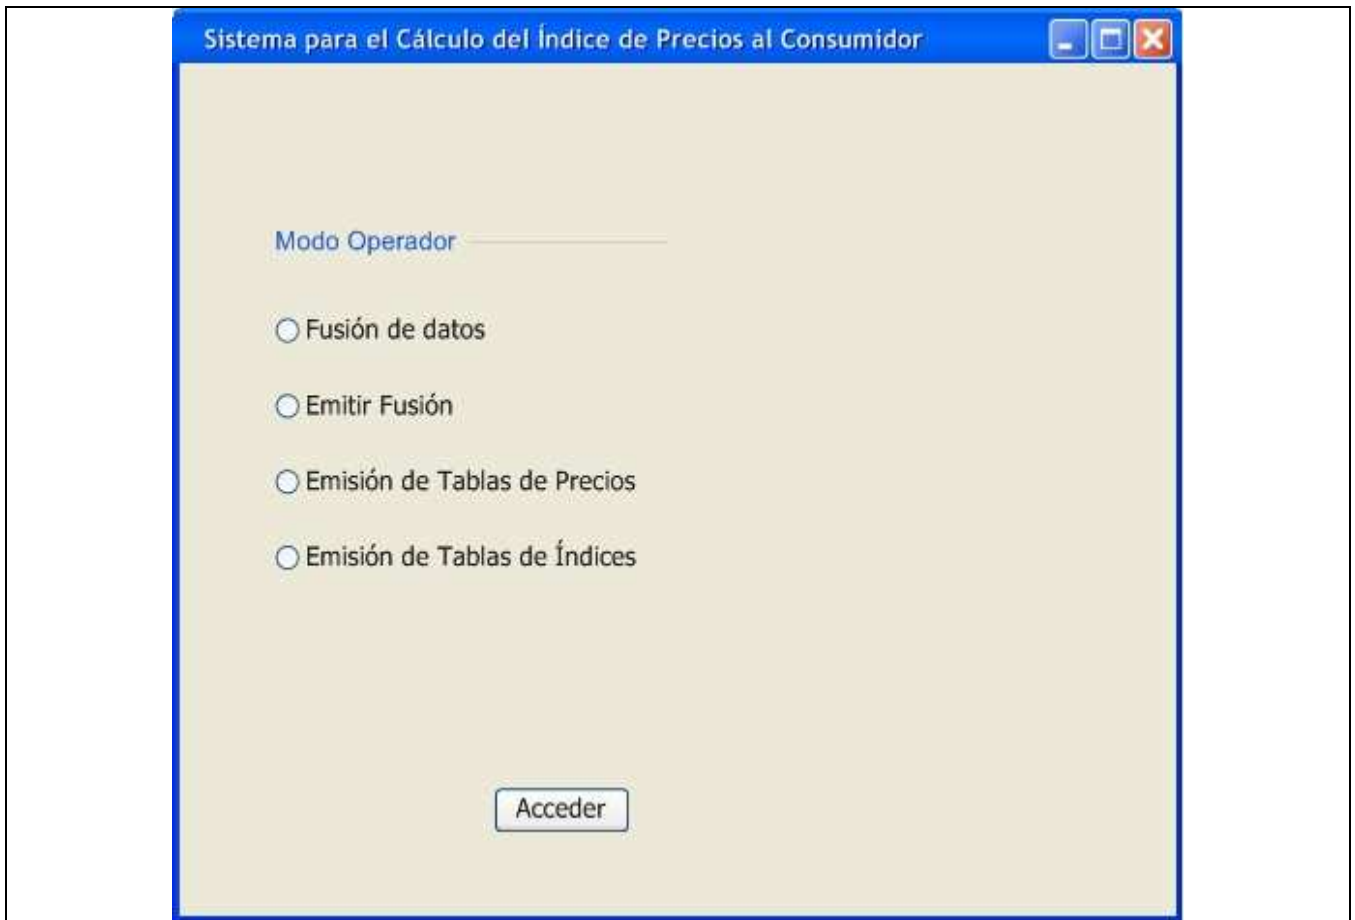 Sistema para el Cálculo del Índice de Precios al Consumidor
Modo Operador
Fusión de datos
Emitir Fusión
Emisión de Tablas de Precios
Emisión de Tablas de Índices
Acceder